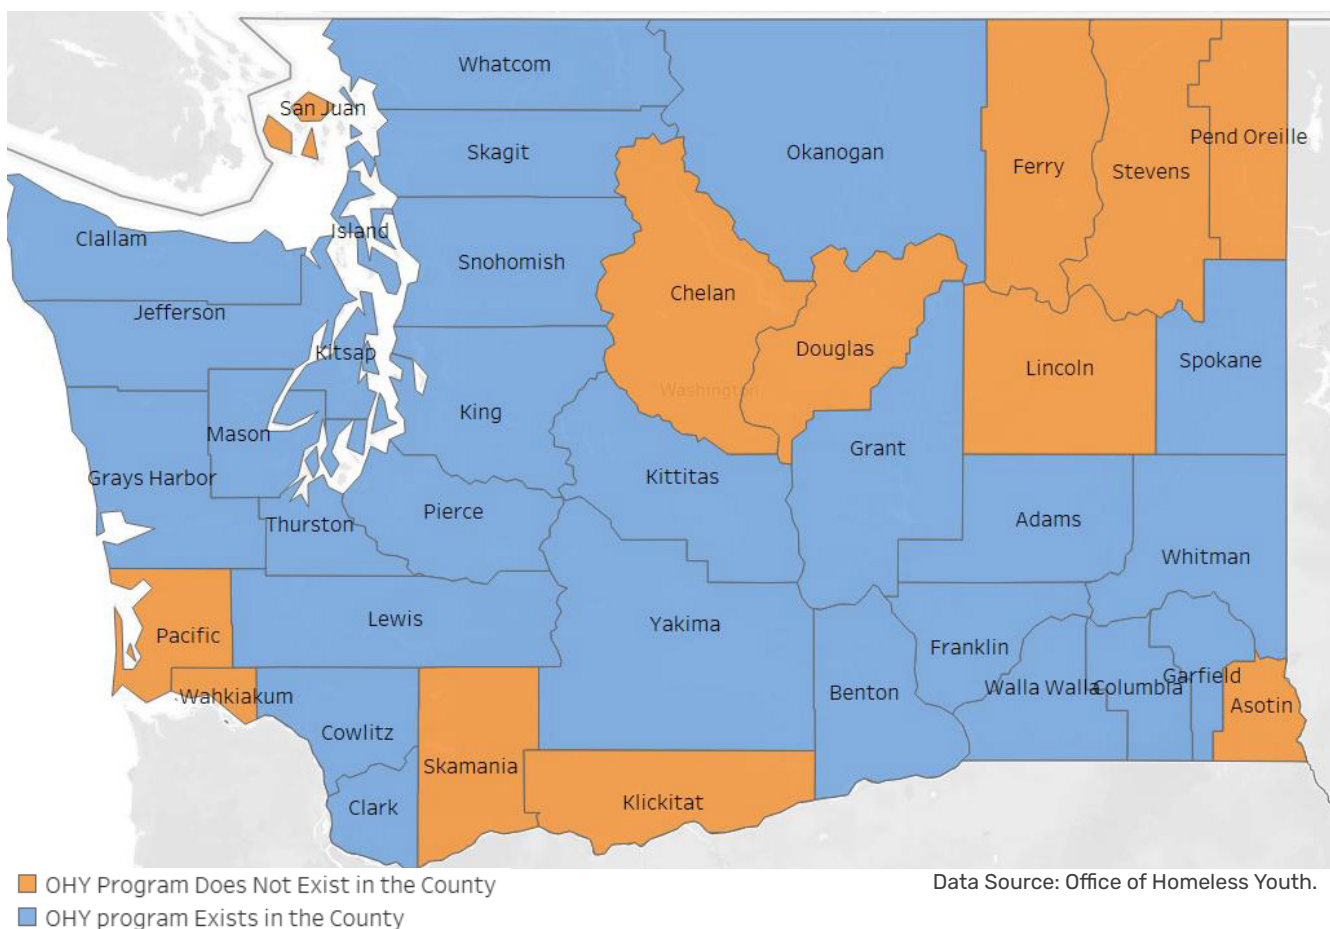 Whatcom
San Juan
Pend Oreille
Skagit
Okanogan
Ferry
Stevens
Island
Clallam
Snohomish
Chelan
Jefferson
Kitsap
Douglas
Spokane
Lincoln
Washington
King
Mason
Grant
Grays Harbor
Kittitas
Pierce
Adams
Thurston
Whitman
Lewis
Yakima
Pacific
Franklin
Garfield
Walla Walla
Columbia
Benton
Wahkiakum
Asotin
Cowlitz
Skamania
Klickitat
Clark
OHY Program Does Not Exist in the County
Data Source: Office of Homeless Youth.
OHY program Exists in the County